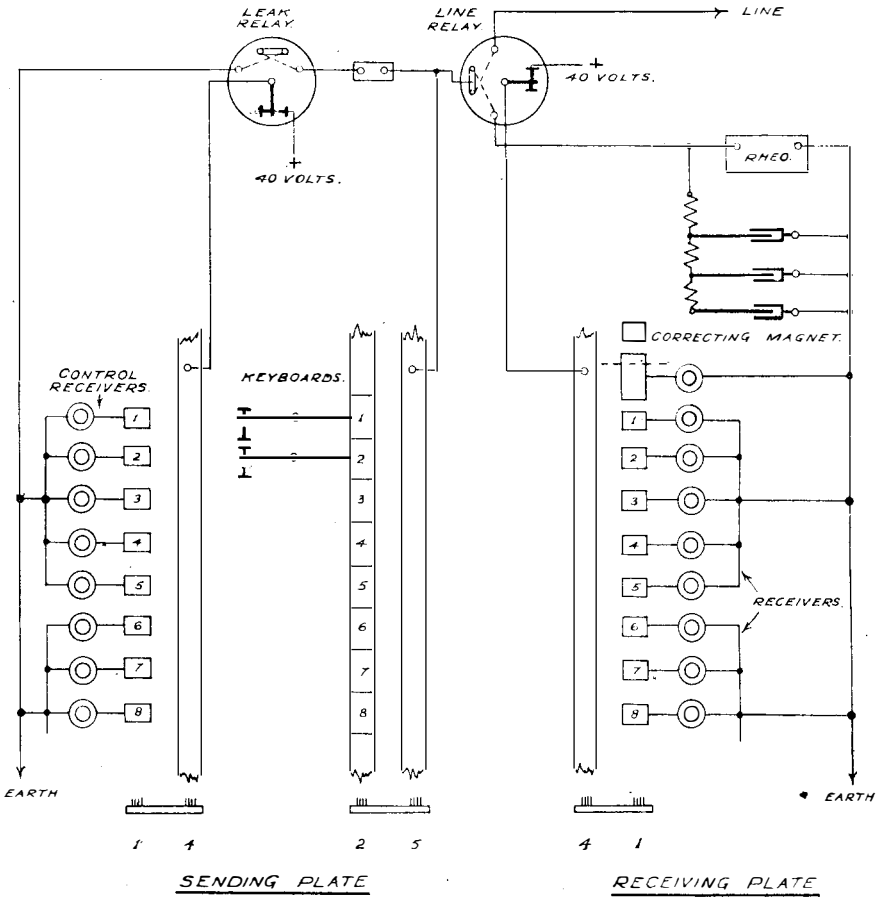 LEAK
RELAY.
LINE
RELAY.
LINE
+
40 VOLTS.
+
40 VOLTS.
RHEO.
CORRECTING MAGNET.
CONTROL
RECEIVERS.
KEYBOARDS.
1
2
3
4
5
6
7
8
1
2
3
4
5
6
7
8
1
2
3
4
5
6
7
8
RECEIVERS.
EARTH
EARTH
1 4
2 5
4 1
SENDING PLATE
RECEIVING PLATE